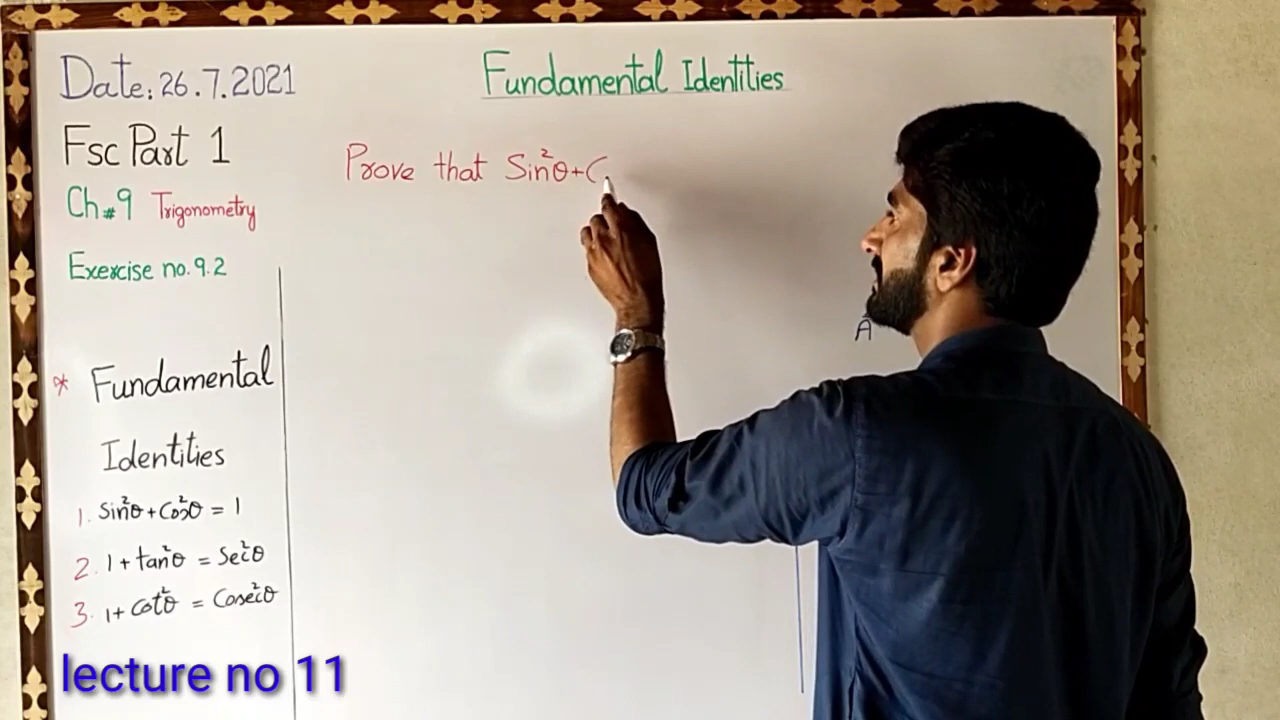 Date: 26.7.2021
Fundamental Identities
Fsc Part 1
Prove that Sin²θ+C
Ch#9 Trigonometry
Exercise no.9.2
A
* Fundamental
Identities
1. Sin²θ+Cos²θ = 1
2. 1+tan²θ = Sec²θ
3. 1+Cot²θ = Cosec²θ
lecture no 11